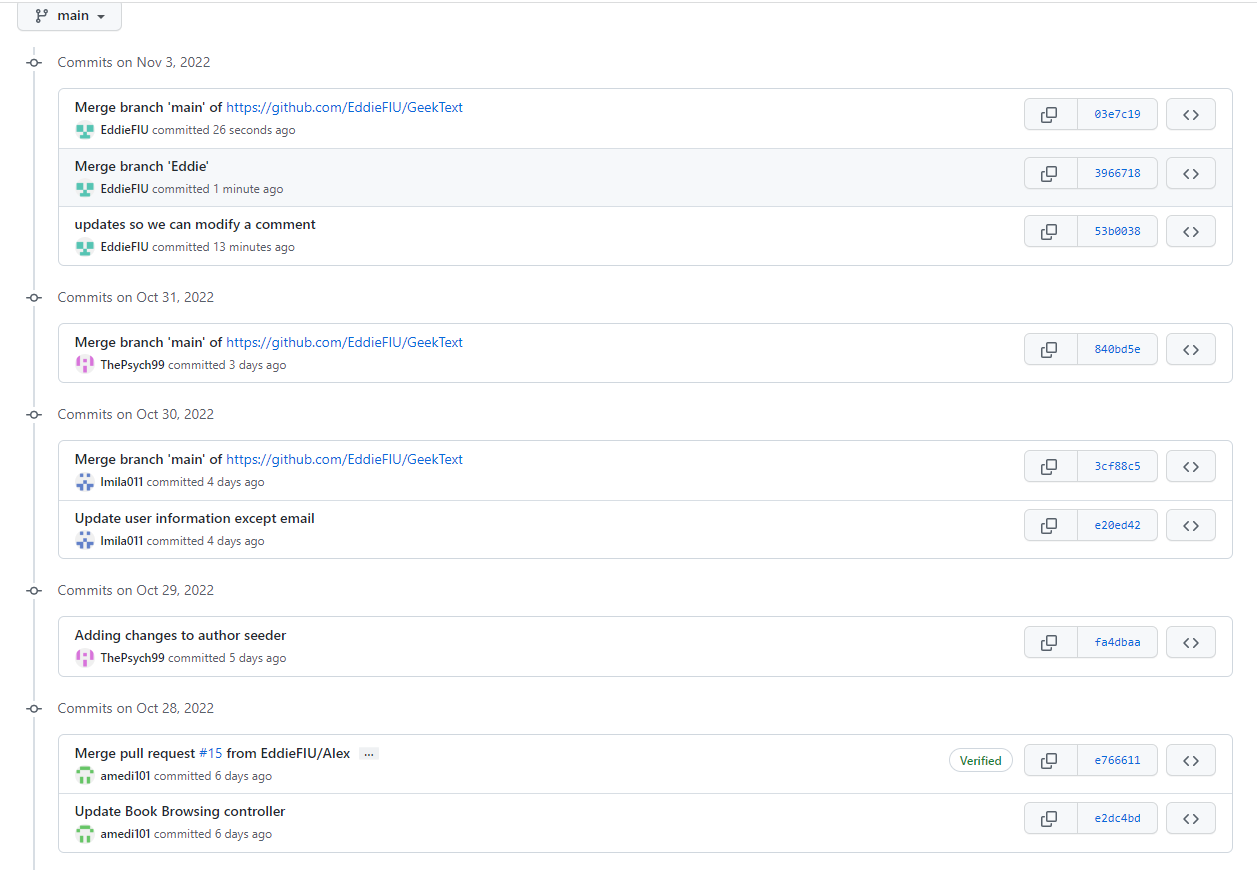 main
Commits on Nov 3, 2022
Merge branch 'main' of https://github.com/EddieFIU/GeekText
EddieFIU committed 26 seconds ago
03e7c19
Merge branch 'Eddie'
EddieFIU committed 1 minute ago
3966718
updates so we can modify a comment
EddieFIU committed 13 minutes ago
53b0038
Commits on Oct 31, 2022
Merge branch 'main' of https://github.com/EddieFIU/GeekText
ThePsych99 committed 3 days ago
840bd5e
Commits on Oct 30, 2022
Merge branch 'main' of https://github.com/EddieFIU/GeekText
lmila011 committed 4 days ago
3cf88c5
Update user information except email
lmila011 committed 4 days ago
e20ed42
Commits on Oct 29, 2022
Adding changes to author seeder
ThePsych99 committed 5 days ago
fa4dbaa
Commits on Oct 28, 2022
Merge pull request #15 from EddieFIU/Alex ...
amedi101 committed 6 days ago
Verified
e766611
Update Book Browsing controller
amedi101 committed 6 days ago
e2dc4bd